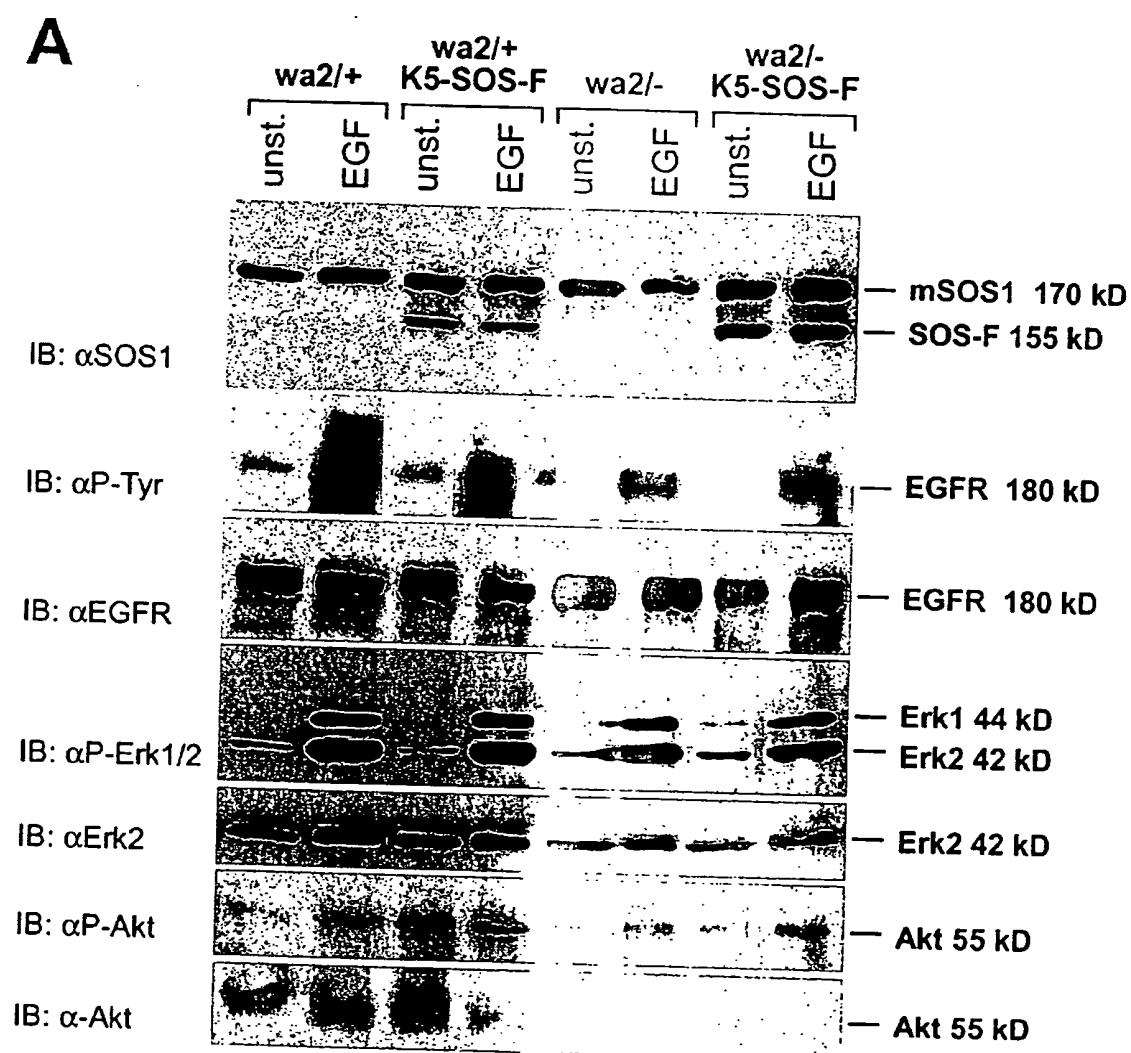 A
wa2/+
wa2/+
K5-SOS-F
wa2/-
wa2/-
K5-SOS-F
unst.
EGF
unst.
EGF
unst.
EGF
unst.
EGF
IB: αSOS1
mSOS1 170 kD
SOS-F 155 kD
IB: αP-Tyr
EGFR 180 kD
IB: αEGFR
EGFR 180 kD
IB: αP-Erk1/2
Erk1 44 kD
Erk2 42 kD
IB: αErk2
Erk2 42 kD
IB: αP-Akt
Akt 55 kD
IB: α-Akt
Akt 55 kD